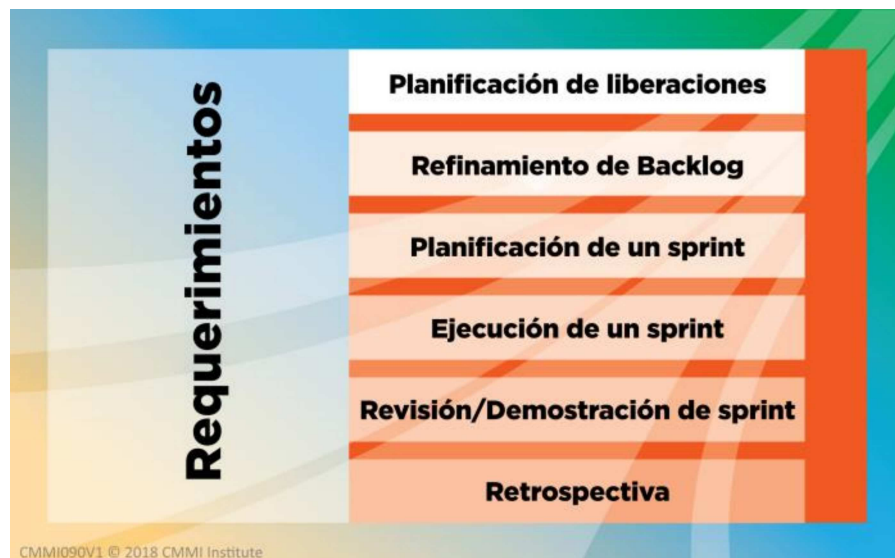 Requerimientos
Planificación de liberaciones
Refinamiento de Backlog
Planificación de un sprint
Ejecución de un sprint
Revisión/Demostración de sprint
Retrospectiva
CMMI090V1 © 2018 CMMI Institute